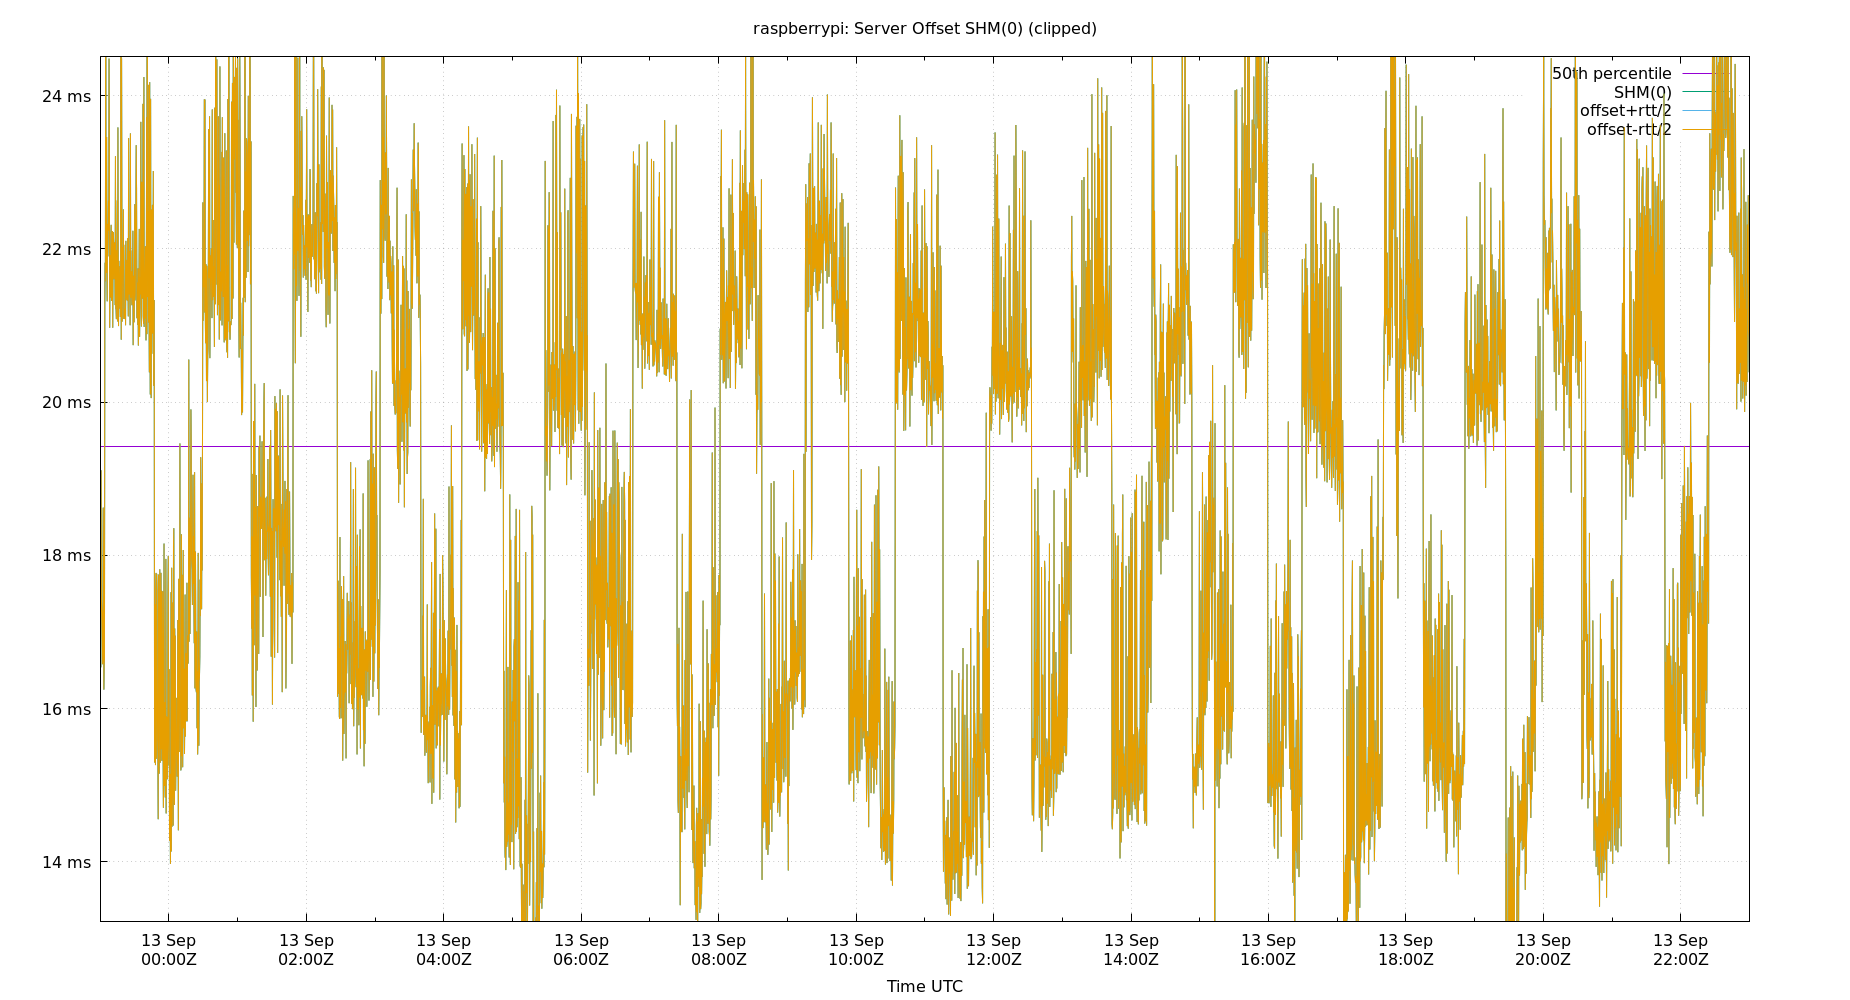 raspberrypi: Server Offset SHM(0) (clipped)
50th percentile
SHM(0)
offset+rtt/2
offset-rtt/2
24 ms
22 ms
20 ms
18 ms
16 ms
14 ms
13 Sep 13 Sep 13 Sep 13 Sep 13 Sep 13 Sep 13 Sep 13 Sep 13 Sep 13 Sep 13 Sep 13 Sep
00:00Z 02:00Z 04:00Z 06:00Z 08:00Z 10:00Z 12:00Z 14:00Z 16:00Z 18:00Z 20:00Z 22:00Z
Time UTC